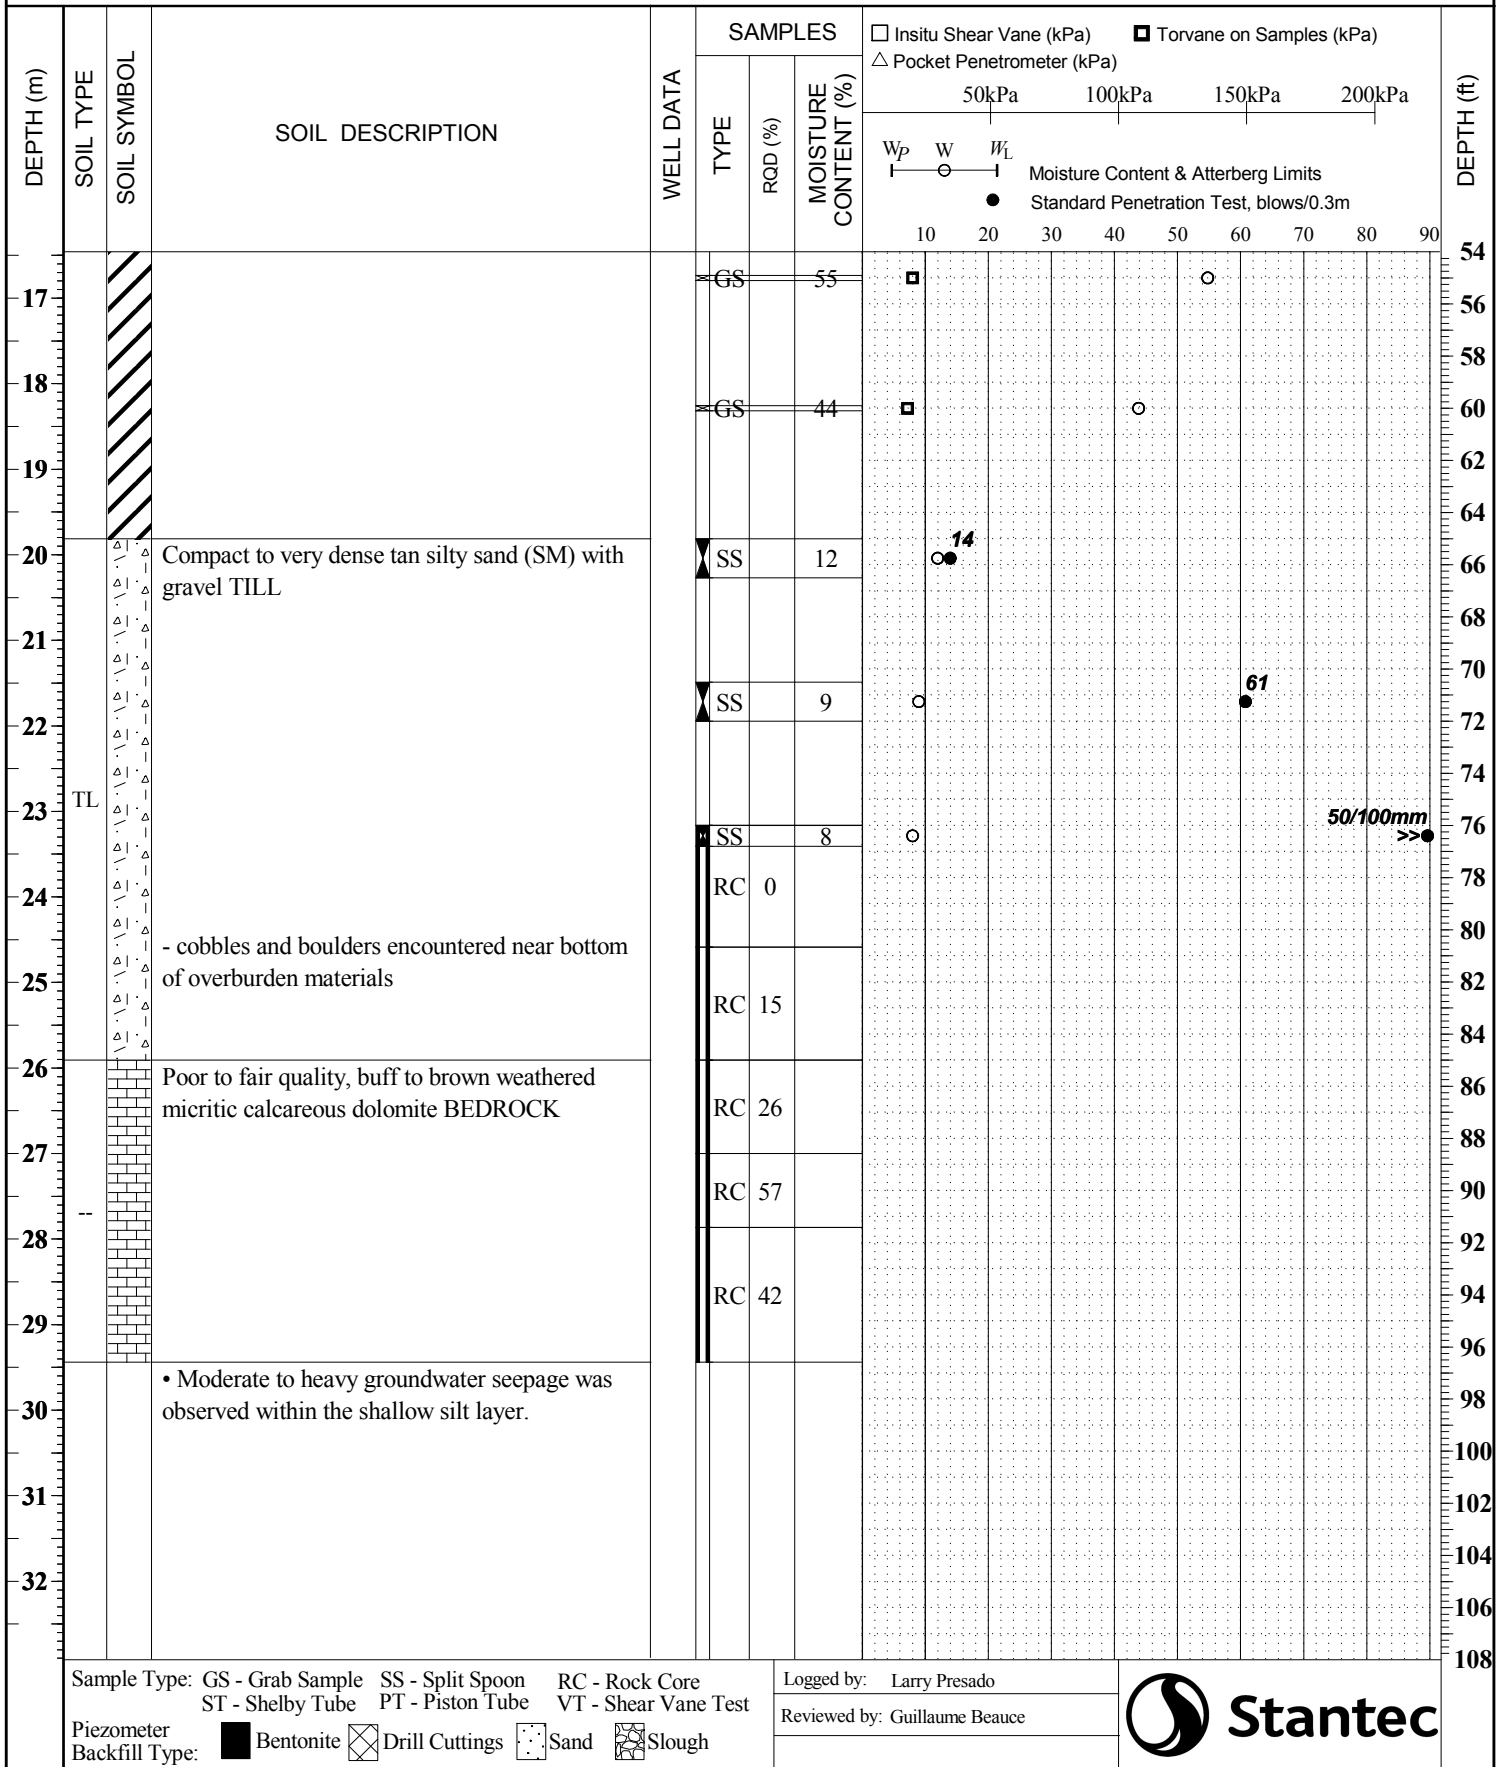 DEPTH (m)
SOIL TYPE
SOIL SYMBOL
SOIL DESCRIPTION
WELL DATA
SAMPLES
TYPE
RQD (%)
MOISTURE
CONTENT (%)
Insitu Shear Vane (kPa)
Torvane on Samples (kPa)
Pocket Penetrometer (kPa)
50kPa 100kPa 150kPa 200kPa
WP W WL
Moisture Content & Atterberg Limits
Standard Penetration Test, blows/0.3m
10 20 30 40 50 60 70 80 90
DEPTH (ft)
54
GS 55
17
56
58
18
GS 44
60
19
62
64
20
Compact to very dense tan silty sand (SM) with
gravel TILL
SS 12
14
66
21
68
70
SS 9
61
22
72
74
TL
23
50/100mm
SS 8
>>
76
RC 0
78
24
80
- cobbles and boulders encountered near bottom
of overburden materials
25
82
RC 15
84
26
Poor to fair quality, buff to brown weathered
micritic calcareous dolomite BEDROCK
86
RC 26
88
27
RC 57
90
--
28
92
RC 42
94
29
96
• Moderate to heavy groundwater seepage was
observed within the shallow silt layer.
98
30
100
31
102
104
32
106
108
Sample Type: GS - Grab Sample SS - Split Spoon RC - Rock Core
ST - Shelby Tube PT - Piston Tube VT - Shear Vane Test
Piezometer
Backfill Type:
Bentonite Drill Cuttings Sand Slough
Logged by: Larry Presado
Reviewed by: Guillaume Beauce
Stantec